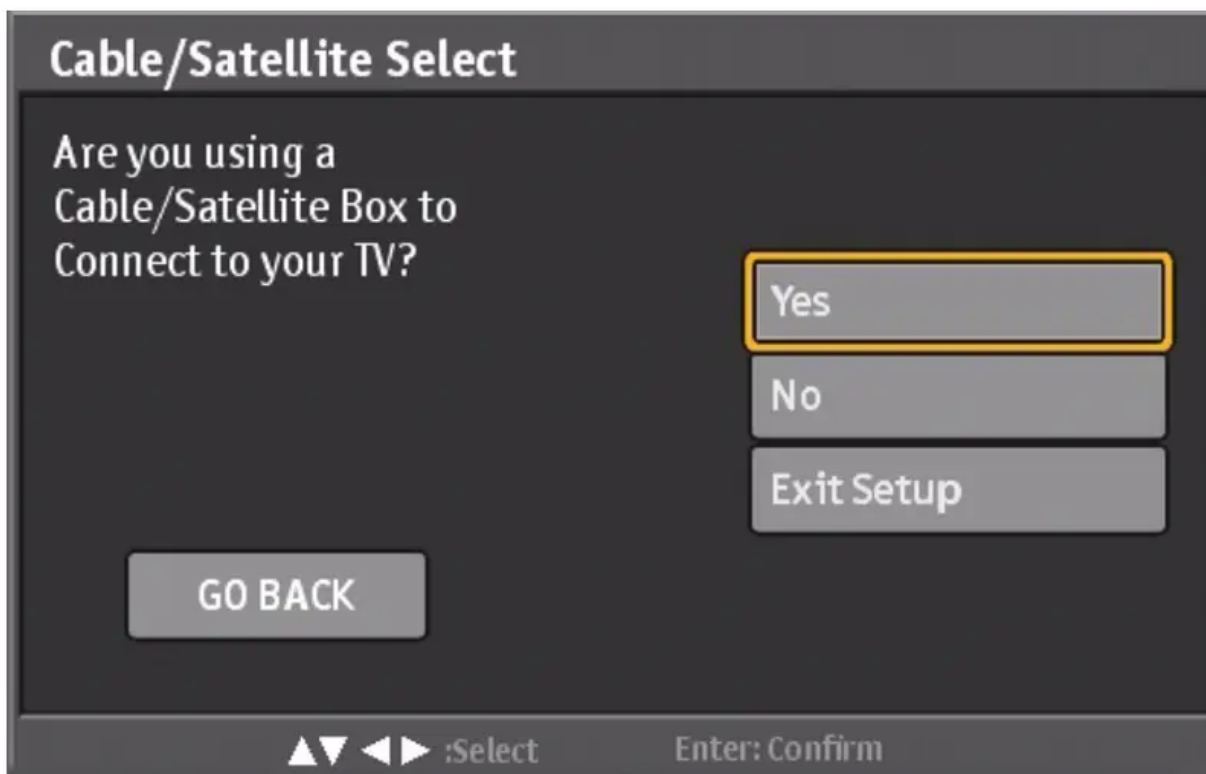 Cable/Satellite Select
Are you using a
Cable/Satellite Box to
Connect to your TV?
Yes
No
Exit Setup
GO BACK
▲▼ ◀▶ :Select Enter: Confirm